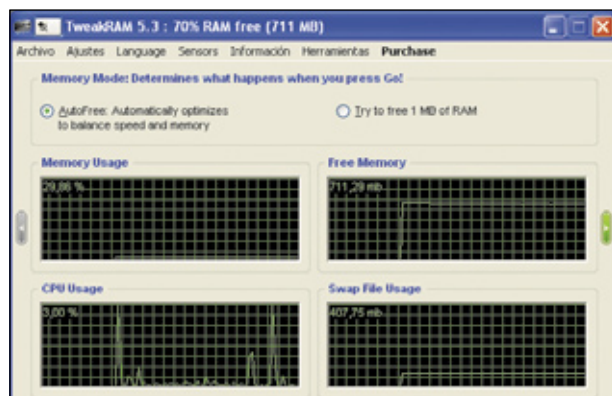 TweakRAM 5.3 : 70% RAM free (711 MB)
Archivo Ajustes Language Sensors Información Herramientas Purchase
Memory Mode: Determines what happens when you press Go!
AutoFree: Automatically optimizes to balance speed and memory
Try to free 1 MB of RAM
Memory Usage
29,86 %
Free Memory
711,29 mb
CPU Usage
3,00 %
Swap File Usage
407,75 mb